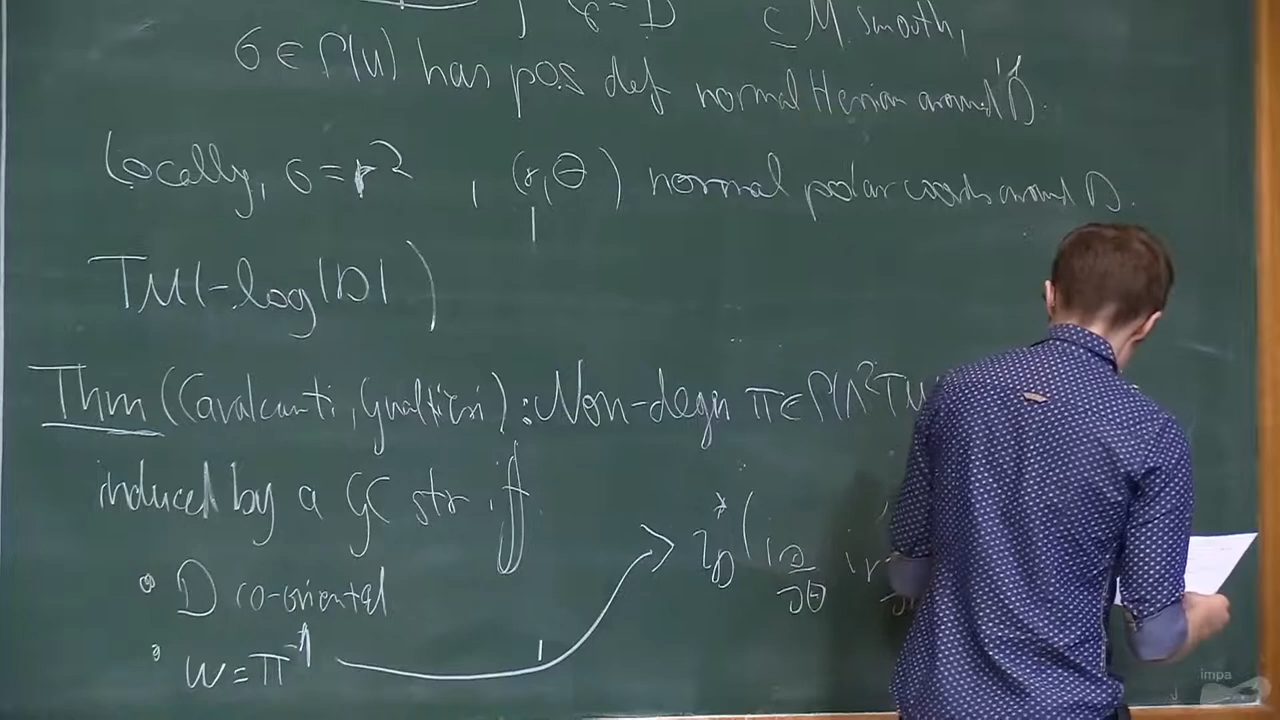 ⊆ M smooth,
σ ∈ Γ(U) has pos def normal Hessian around D.
Locally, σ = r², (r,θ) normal polar coords around D.
TM(-log|D|)
Thm (Cavalcanti, Gualtieri): Non-degn π ∈ Γ(Λ²TM
induced by a GC str iff
• D co-oriented
• ω = π⁻¹
impa